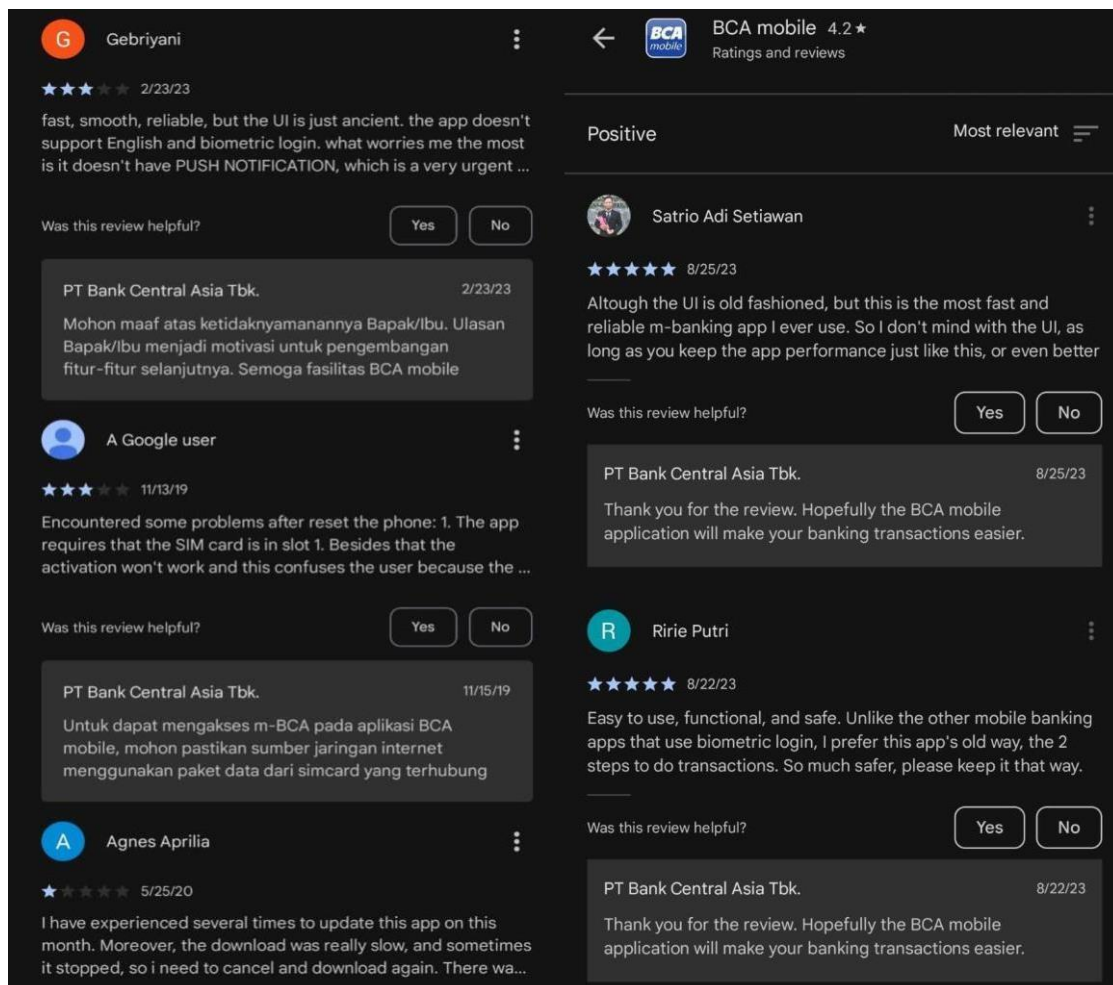 G
Gebriyani
2/23/23
fast, smooth, reliable, but the UI is just ancient. the app doesn't
support English and biometric login. what worries me the most
is it doesn't have PUSH NOTIFICATION, which is a very urgent ...
Was this review helpful?
Yes
No
PT Bank Central Asia Tbk.
2/23/23
Mohon maaf atas ketidaknyamanannya Bapak/Ibu. Ulasan
Bapak/Ibu menjadi motivasi untuk pengembangan
fitur-fitur selanjutnya. Semoga fasilitas BCA mobile
A Google user
11/13/19
Encountered some problems after reset the phone: 1. The app
requires that the SIM card is in slot 1. Besides that the
activation won't work and this confuses the user because the ...
Was this review helpful?
Yes
No
PT Bank Central Asia Tbk.
11/15/19
Untuk dapat mengakses m-BCA pada aplikasi BCA
mobile, mohon pastikan sumber jaringan internet
menggunakan paket data dari simcard yang terhubung
A
Agnes Aprilia
5/25/20
I have experienced several times to update this app on this
month. Moreover, the download was really slow, and sometimes
it stopped, so i need to cancel and download again. There wa...
BCA
mobile
BCA mobile 4.2★
Ratings and reviews
Positive
Most relevant
Satrio Adi Setiawan
8/25/23
Altough the UI is old fashioned, but this is the most fast and
reliable m-banking app I ever use. So I don't mind with the UI, as
long as you keep the app performance just like this, or even better
Was this review helpful?
Yes
No
PT Bank Central Asia Tbk.
8/25/23
Thank you for the review. Hopefully the BCA mobile
application will make your banking transactions easier.
R
Ririe Putri
8/22/23
Easy to use, functional, and safe. Unlike the other mobile banking
apps that use biometric login, I prefer this app's old way, the 2
steps to do transactions. So much safer, please keep it that way.
Was this review helpful?
Yes
No
PT Bank Central Asia Tbk.
8/22/23
Thank you for the review. Hopefully the BCA mobile
application will make your banking transactions easier.